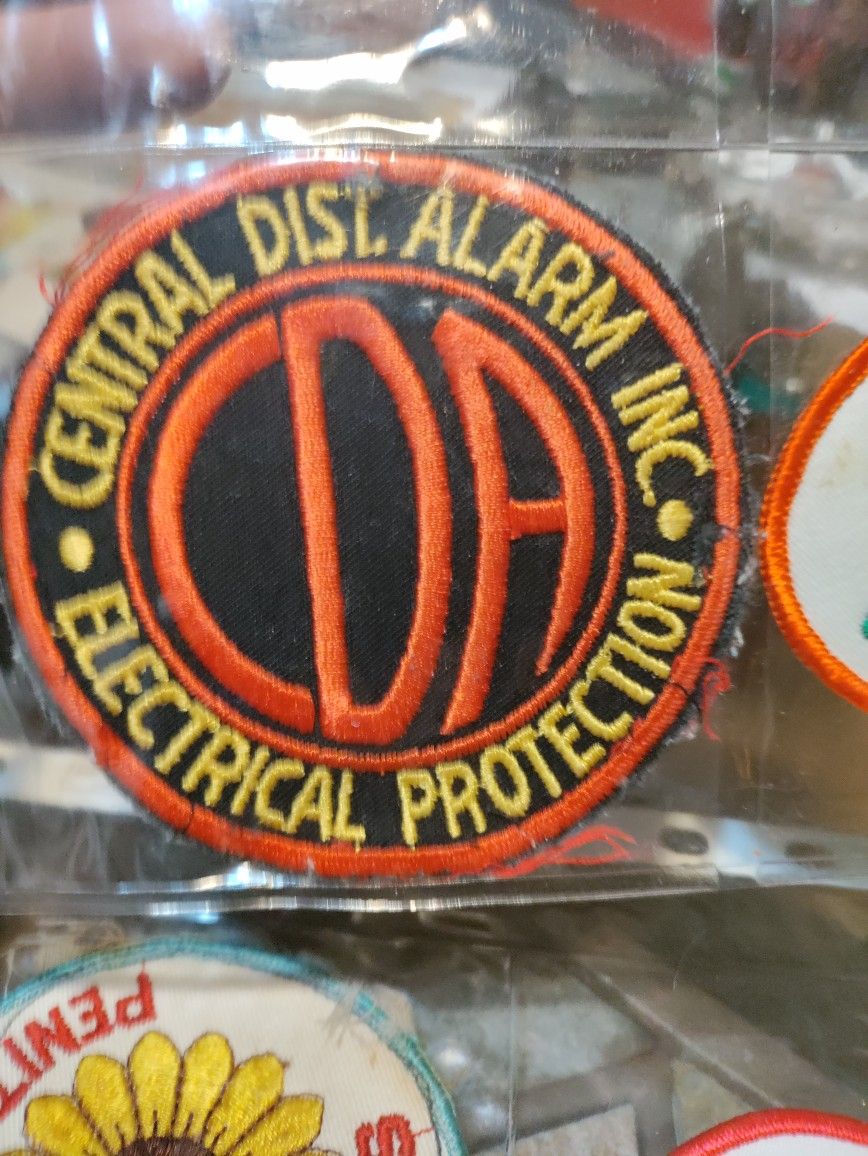 CENTRAL DIST. ALARM INC.
CDA
ELECTRICAL PROTECTION